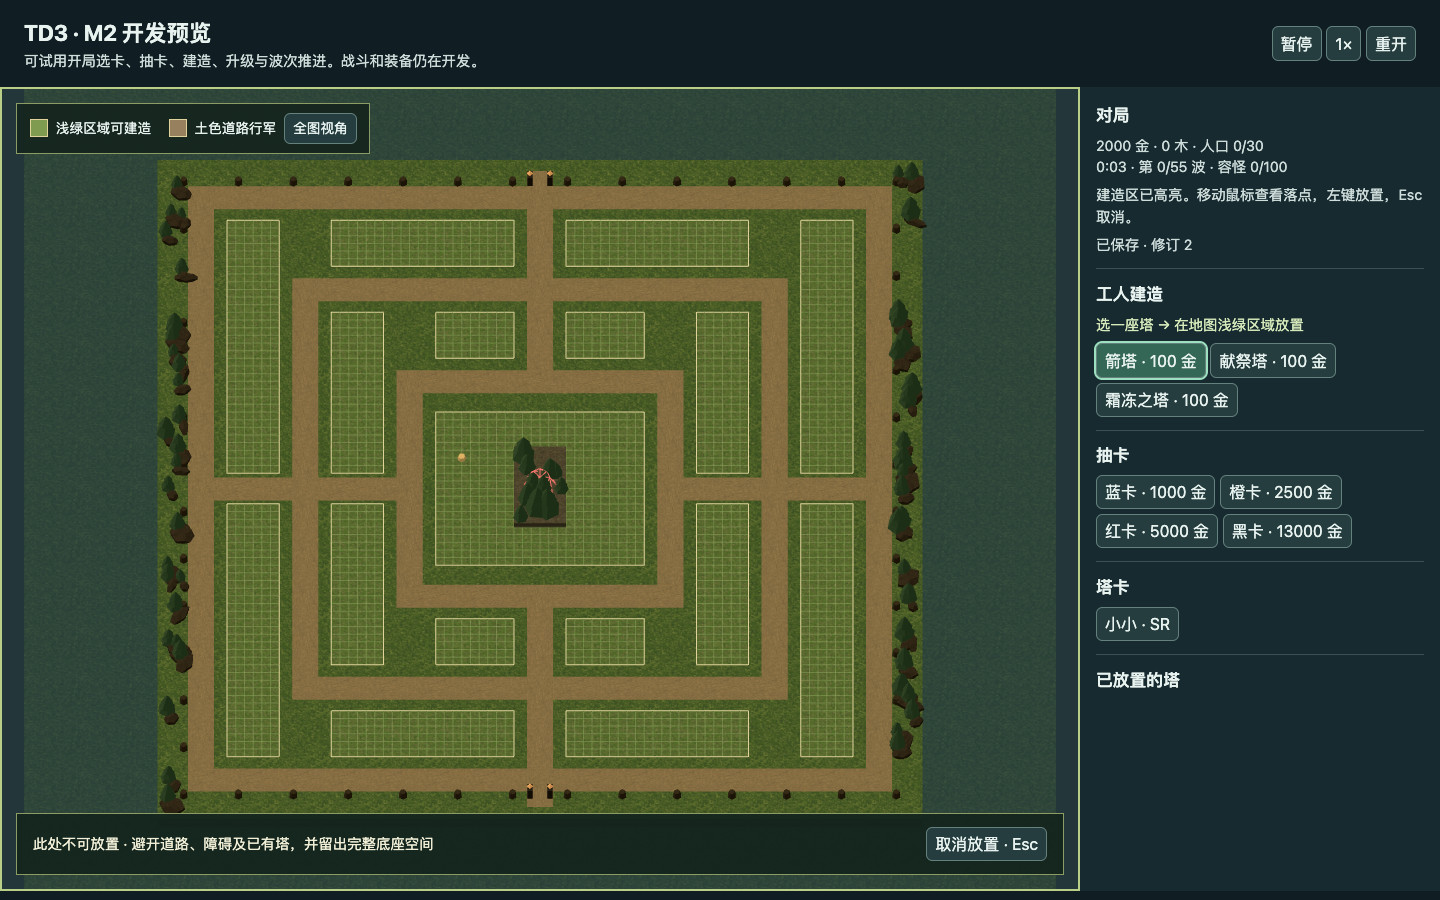 TD3 · M2 开发预览
可试用开局选卡、抽卡、建造、升级与波次推进。战斗和装备仍在开发。
暂停
1×
重开
浅绿区域可建造
土色道路行军
全图视角
对局
2000 金 · 0 木 · 人口 0/30
0:03 · 第 0/55 波 · 容怪 0/100
建造区已高亮。移动鼠标查看落点，左键放置，Esc
取消。
已保存 · 修订 2
工人建造
选一座塔 → 在地图浅绿区域放置
箭塔 · 100 金
献祭塔 · 100 金
霜冻之塔 · 100 金
抽卡
蓝卡 · 1000 金
橙卡 · 2500 金
红卡 · 5000 金
黑卡 · 13000 金
塔卡
小小 · SR
已放置的塔
此处不可放置 · 避开道路、障碍及已有塔，并留出完整底座空间
取消放置 · Esc